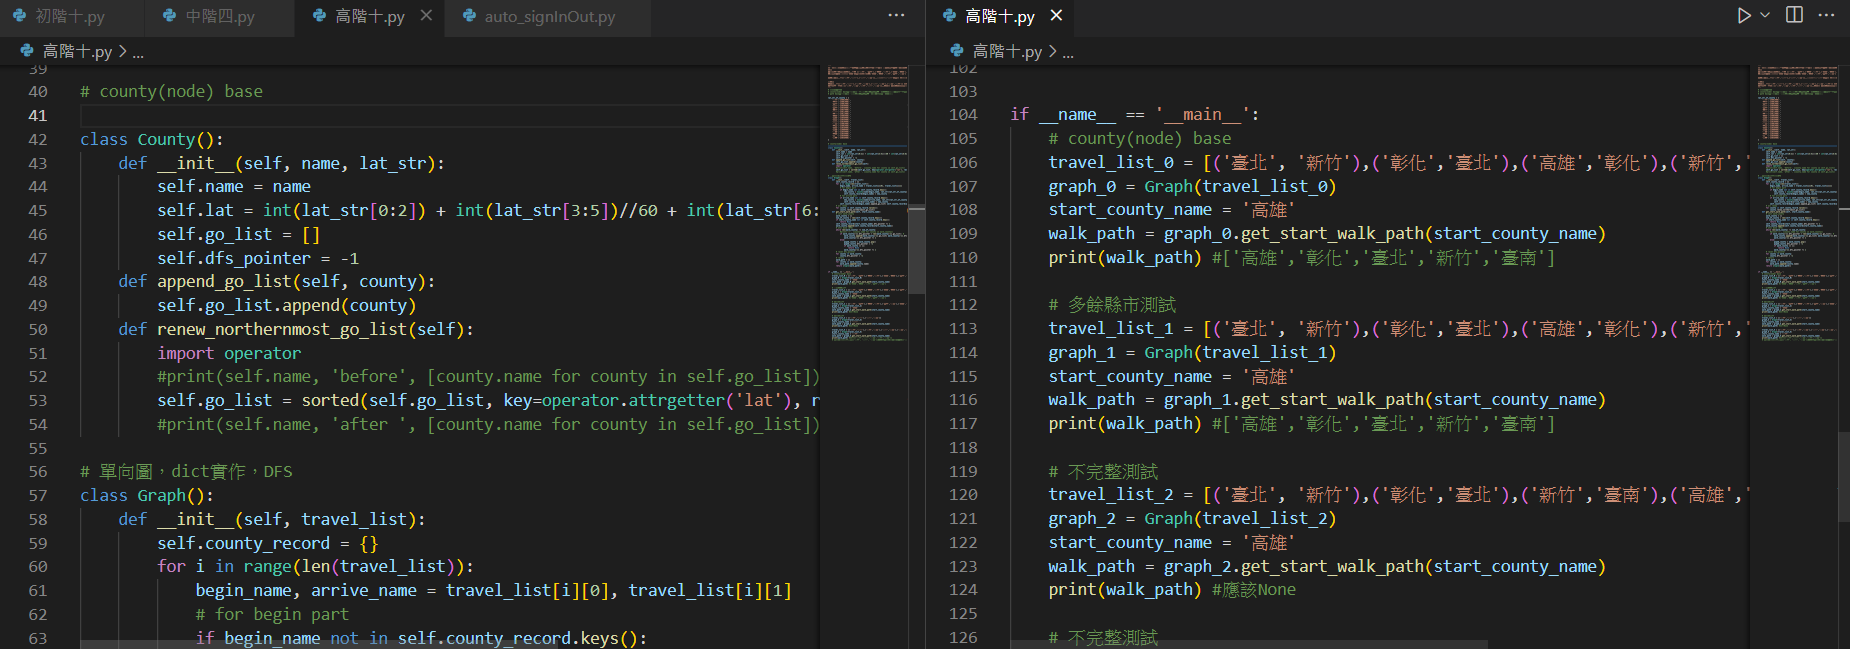 初階十.py 中階四.py 高階十.py × auto_signInOut.py ...
高階十.py > ...
39
40 # county(node) base
41
42 class County():
43 def __init__(self, name, lat_str):
44 self.name = name
45 self.lat = int(lat_str[0:2]) + int(lat_str[3:5])//60 + int(lat_str[6:
46 self.go_list = []
47 self.dfs_pointer = -1
48 def append_go_list(self, county):
49 self.go_list.append(county)
50 def renew_northernmost_go_list(self):
51 import operator
52 #print(self.name, 'before', [county.name for county in self.go_list])
53 self.go_list = sorted(self.go_list, key=operator.attrgetter('lat'), r
54 #print(self.name, 'after ', [county.name for county in self.go_list])
55
56 # 單向圖，dict實作，DFS
57 class Graph():
58 def __init__(self, travel_list):
59 self.county_record = {}
60 for i in range(len(travel_list)):
61 begin_name, arrive_name = travel_list[i][0], travel_list[i][1]
62 # for begin part
63 if begin_name not in self.county_record.keys():
高階十.py × ...
高階十.py > ...
102
103
104 if __name__ == '__main__':
105 # county(node) base
106 travel_list_0 = [('臺北', '新竹'),('彰化','臺北'),('高雄','彰化'),('新竹','
107 graph_0 = Graph(travel_list_0)
108 start_county_name = '高雄'
109 walk_path = graph_0.get_start_walk_path(start_county_name)
110 print(walk_path) #['高雄','彰化','臺北','新竹','臺南']
111
112 # 多餘縣市測試
113 travel_list_1 = [('臺北', '新竹'),('彰化','臺北'),('高雄','彰化'),('新竹','
114 graph_1 = Graph(travel_list_1)
115 start_county_name = '高雄'
116 walk_path = graph_1.get_start_walk_path(start_county_name)
117 print(walk_path) #['高雄','彰化','臺北','新竹','臺南']
118
119 # 不完整測試
120 travel_list_2 = [('臺北', '新竹'),('彰化','臺北'),('新竹','臺南'),('高雄','
121 graph_2 = Graph(travel_list_2)
122 start_county_name = '高雄'
123 walk_path = graph_2.get_start_walk_path(start_county_name)
124 print(walk_path) #應該None
125
126 # 不完整測試